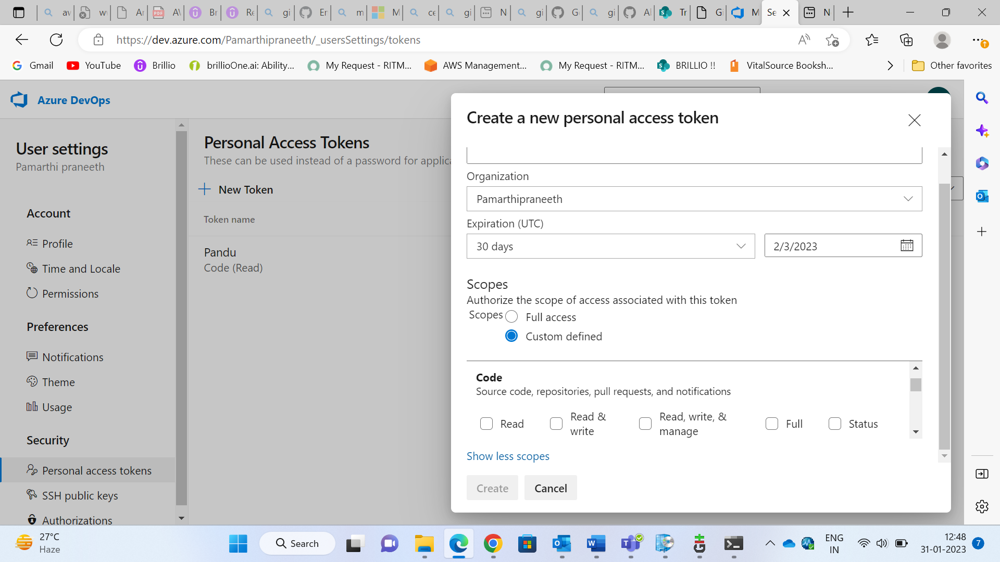 av
wv
Ar
PDF
AV
Br
Re
gi
Er
m
M
ce
gi
N
gi
Gi
gi
Al
Tr
Gi
M
Se
N
https://dev.azure.com/Pamarthipraneeth/_usersSettings/tokens
Gmail
YouTube
Brillio
brillioOne.ai: Ability...
My Request - RITM...
AWS Management...
My Request - RITM...
BRILLIO !!
VitalSource Booksh...
Other favorites
Azure DevOps
User settings
Pamarthi praneeth
Account
Profile
Time and Locale
Permissions
Preferences
Notifications
Theme
Usage
Security
Personal access tokens
SSH public keys
Authorizations
Personal Access Tokens
These can be used instead of a password for applica
New Token
Token name
Pandu
Code (Read)
Create a new personal access token
Organization
Pamarthipraneeth
Expiration (UTC)
30 days
2/3/2023
Scopes
Authorize the scope of access associated with this token
Scopes
Full access
Custom defined
Code
Source code, repositories, pull requests, and notifications
Read
Read & write
Read, write, & manage
Full
Status
Show less scopes
Create
Cancel
27°C
Haze
Search
ENG
IN
12:48
31-01-2023
7